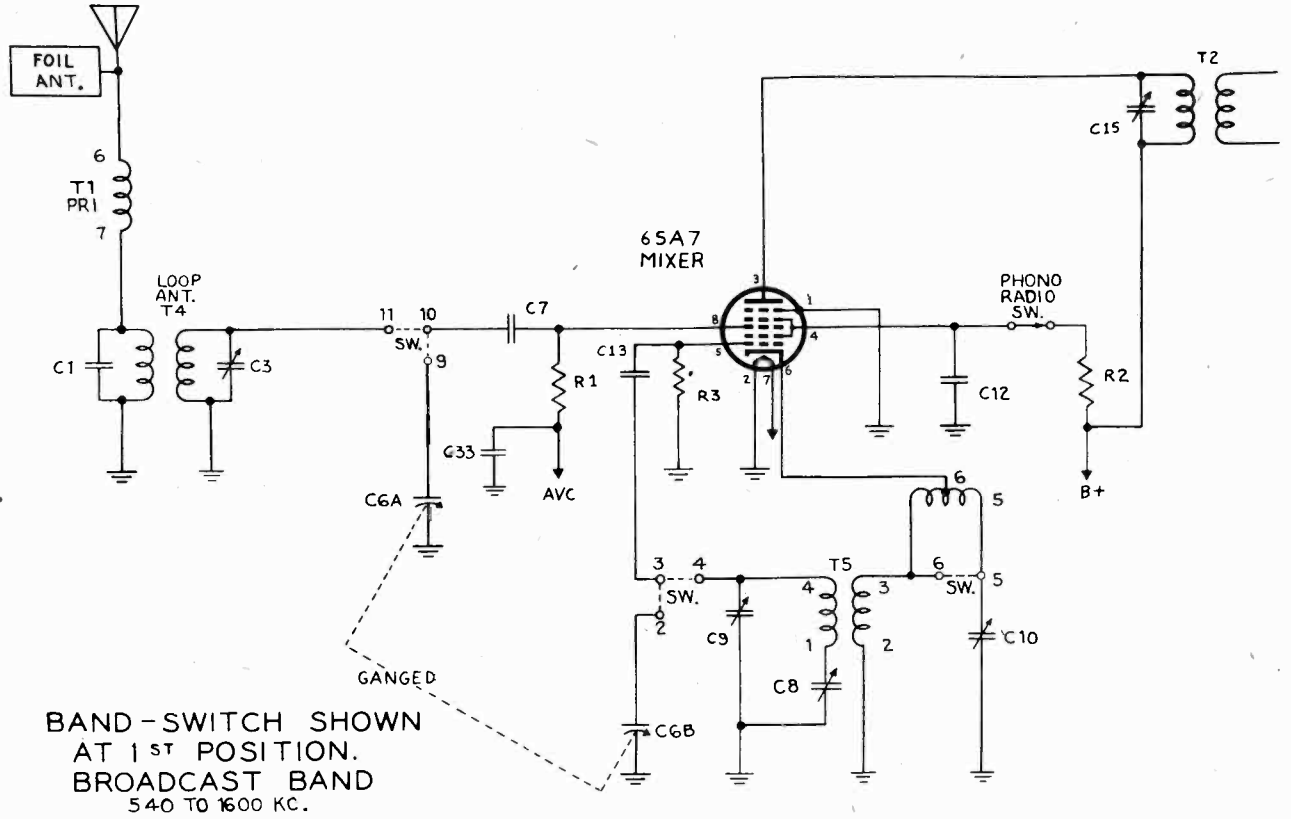 FOIL
ANT.
6
T1
PRI
7
LOOP
ANT.
T4
C1
C3
11
10
SW.
9
C7
R1
C33
AVC
C6A
GANGED
6SA7
MIXER
3
1
8
4
5
2
7
6
C13
R3
C12
PHONO
RADIO
SW.
R2
B+
C15
T2
3
4
SW.
2
C6B
C9
4
T5
3
1
2
C8
6
5
6
5
SW.
C10
BAND-SWITCH SHOWN
AT 1ST POSITION.
BROADCAST BAND
540 TO 1600 KC.